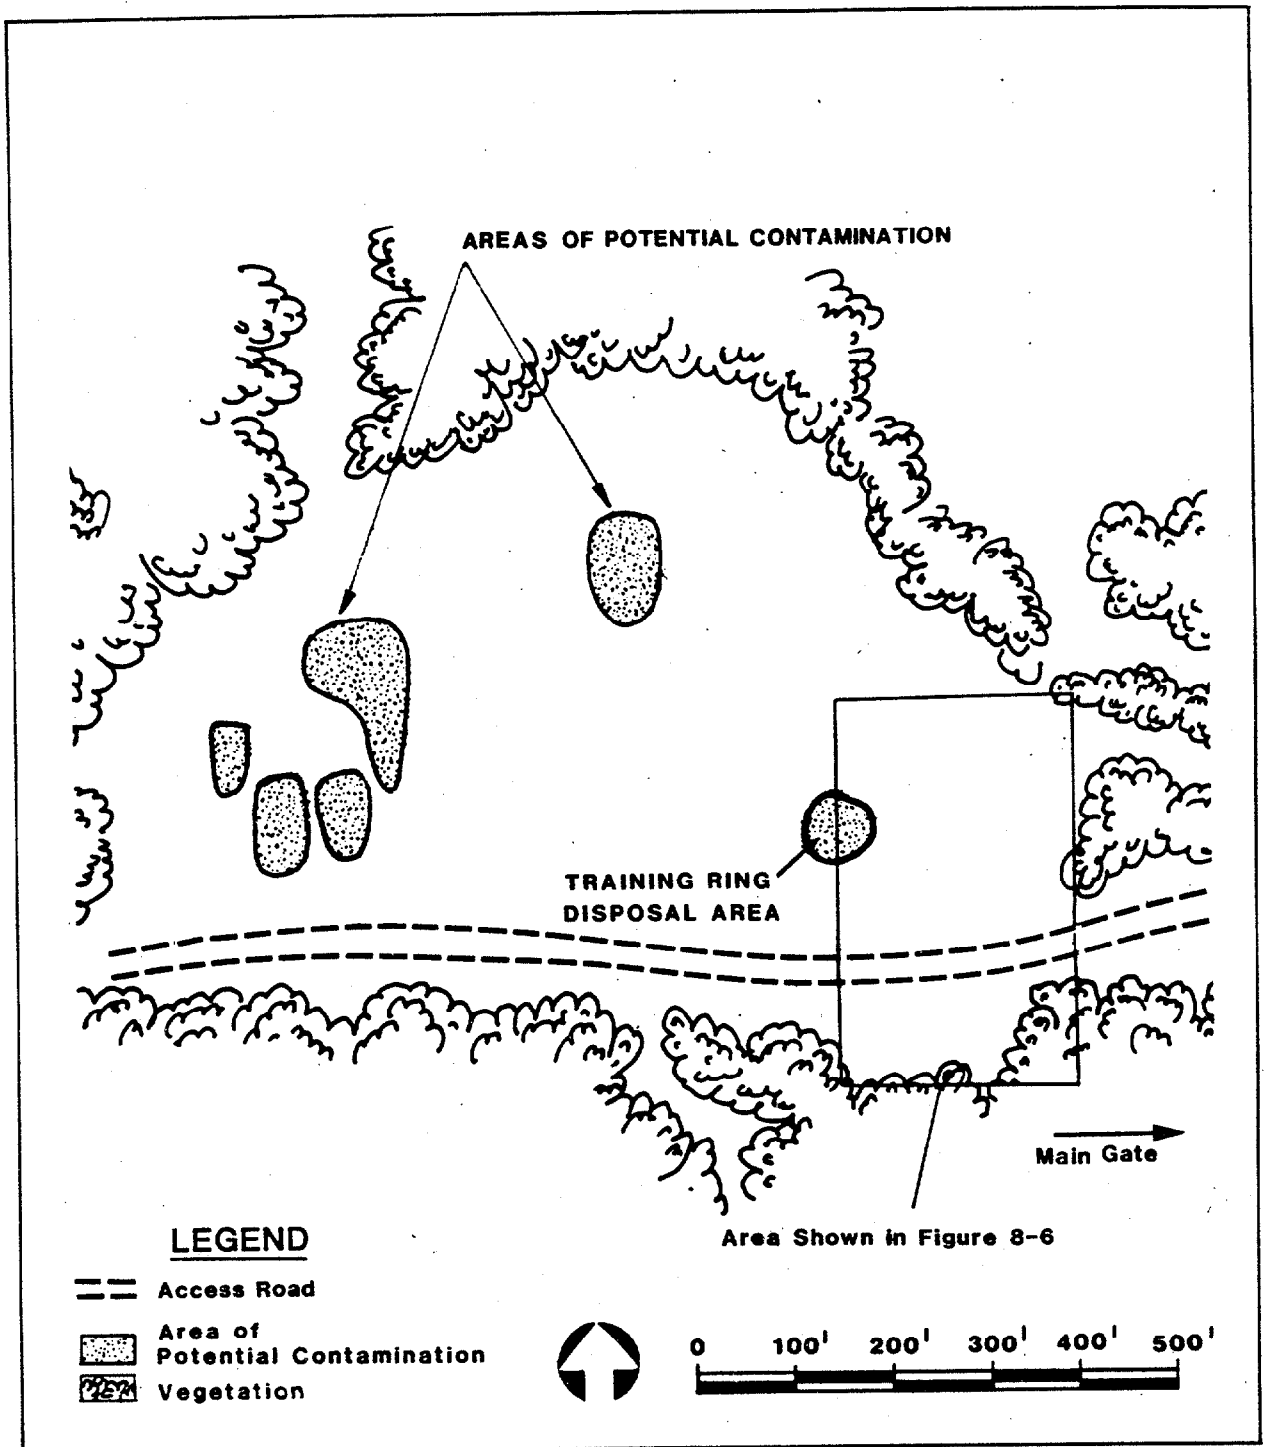 AREAS OF POTENTIAL CONTAMINATION
TRAINING RING
DISPOSAL AREA
Main Gate
Area Shown in Figure 8-6
LEGEND
Access Road
Area of
Potential Contamination
Vegetation
0 100' 200' 300' 400' 500'